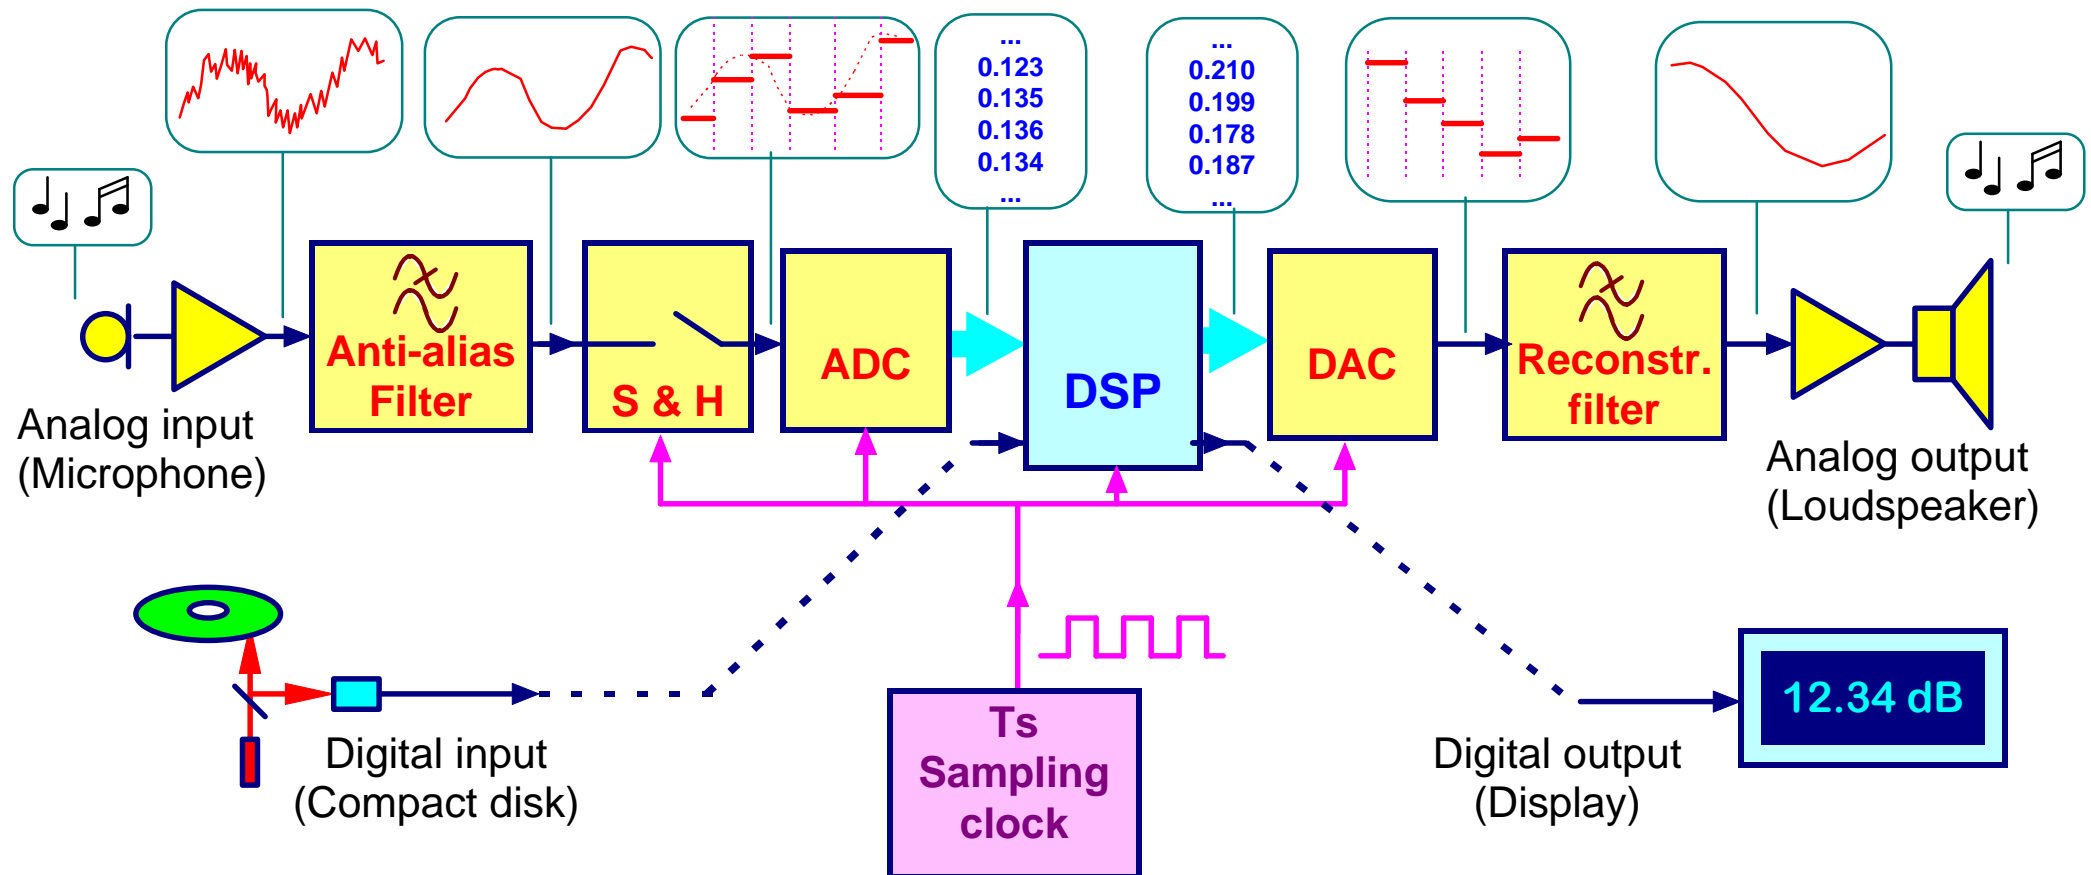 ...
0.123
0.135
0.136
0.134
...
...
0.210
0.199
0.178
0.187
...
Anti-alias
Filter
S & H
ADC
DSP
DAC
Reconstr.
filter
Analog input
(Microphone)
Analog output
(Loudspeaker)
Digital input
(Compact disk)
Ts
Sampling
clock
Digital output
(Display)
12.34 dB